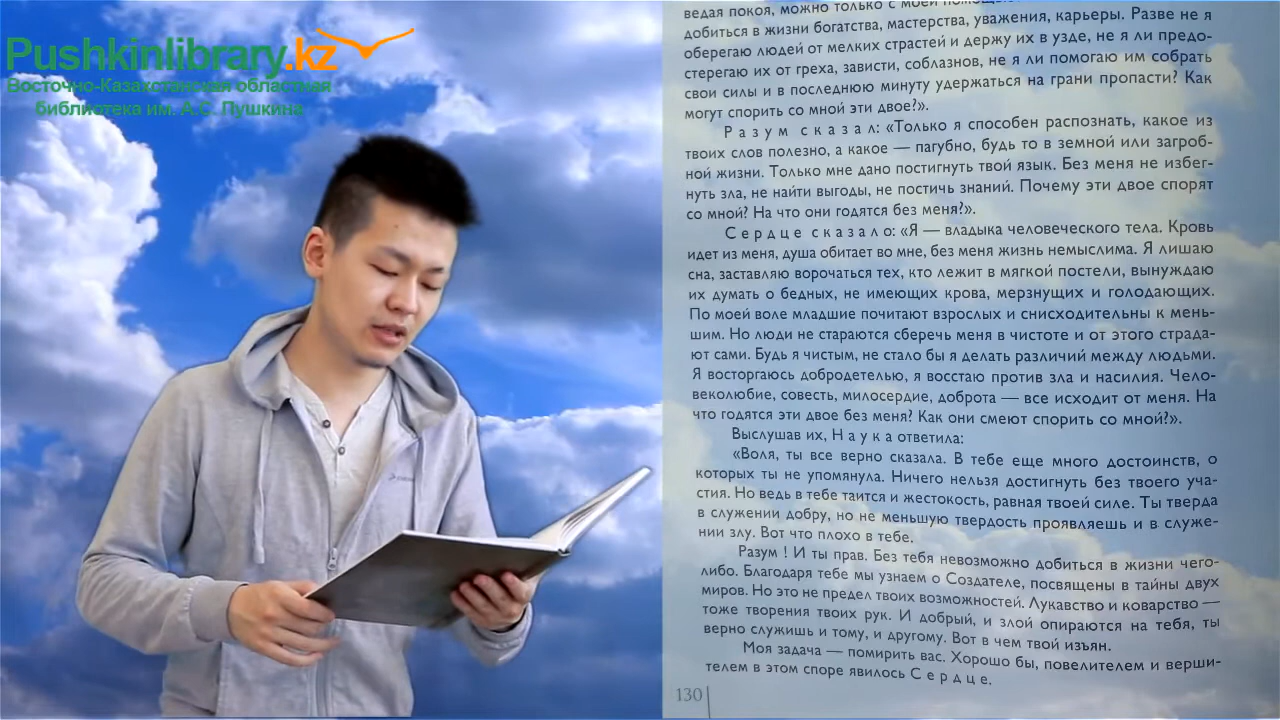 Pushkinlibrary.kz
Восточно-Казахстанская областная
библиотека им. А.С. Пушкина
ведая покоя, можно только с моей
добиться в жизни богатства, мастерства, уважения, карьеры. Разве не я
оберегаю людей от мелких страстей и держу их в узде, не я ли предо-
стерегаю их от греха, зависти, соблазнов, не я ли помогаю им собрать
свои силы и в последнюю минуту удержаться на грани пропасти? Как
могут спорить со мной эти двое?».
Разум сказал: «Только я способен распознать, какое из
твоих слов полезно, а какое — пагубно, будь то в земной или загроб-
ной жизни. Только мне дано постигнуть твой язык. Без меня не избег-
нуть зла, не найти выгоды, не постичь знаний. Почему эти двое спорят
со мной? На что они годятся без меня?».
Сердце сказало: «Я — владыка человеческого тела. Кровь
идет из меня, душа обитает во мне, без меня жизнь немыслима. Я лишаю
сна, заставляю ворочаться тех, кто лежит в мягкой постели, вынуждаю
их думать о бедных, не имеющих крова, мерзнущих и голодающих.
По моей воле младшие почитают взрослых и снисходительны к мень-
шим. Но люди не стараются сберечь меня в чистоте и от этого страда-
ют сами. Будь я чистым, не стало бы я делать различий между людьми.
Я восторгаюсь добродетелью, я восстаю против зла и насилия. Чело-
веколюбие, совесть, милосердие, доброта — все исходит от меня. На
что годятся эти двое без меня? Как они смеют спорить со мной?».
Выслушав их, Наука ответила:
«Воля, ты все верно сказала. В тебе еще много достоинств, о
которых ты не упомянула. Ничего нельзя достигнуть без твоего уча-
стия. Но ведь в тебе таится и жестокость, равная твоей силе. Ты тверда
в служении добру, но не меньшую твердость проявляешь и в служе-
нии злу. Вот что плохо в тебе.
Разум ! И ты прав. Без тебя невозможно добиться в жизни чего-
либо. Благодаря тебе мы узнаем о Создателе, посвящены в тайны двух
миров. Но это не предел твоих возможностей. Лукавство и коварство —
тоже творения твоих рук. И добрый, и злой опираются на тебя, ты
верно служишь и тому, и другому. Вот в чем твой изъян.
Моя задача — помирить вас. Хорошо бы, повелителем и верши-
телем в этом споре явилось Сердце.
130